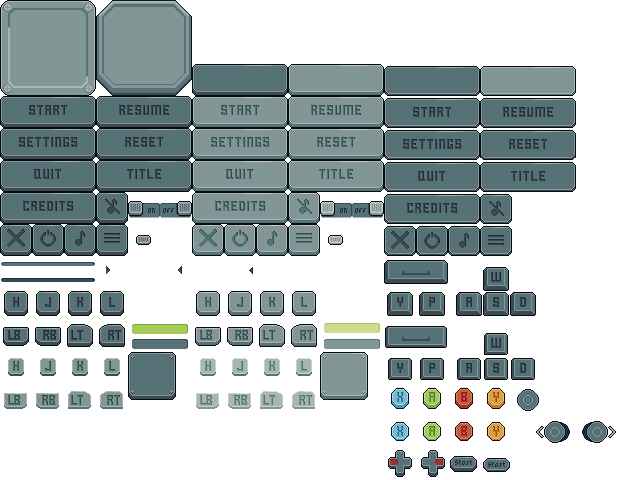 START RESUME START RESUME START RESUME
SETTINGS RESET SETTINGS RESET SETTINGS RESET
QUIT TITLE QUIT TITLE QUIT TITLE
CREDITS ON OFF CREDITS ON OFF CREDITS
W
H J K L H J K L Y P A S D
LB RB LT RT LB RB LT RT
W
H J K L H J K L Y P A S D
LB RB LT RT LB RB LT RT X A B Y
X A B Y
Start Start